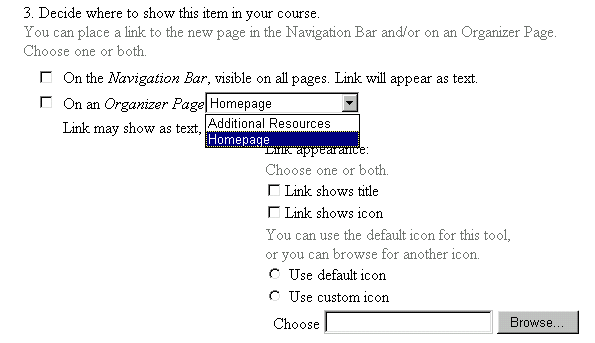 3. Decide where to show this item in your course.
You can place a link to the new page in the Navigation Bar and/or on an Organizer Page.
Choose one or both.
On the Navigation Bar, visible on all pages. Link will appear as text.
On an Organizer Page Homepage
Additional Resources
Link may show as text,
Homepage
Link appearance:
Choose one or both.
Link shows title
Link shows icon
You can use the default icon for this tool,
or you can browse for another icon.
Use default icon
Use custom icon
Choose Browse...